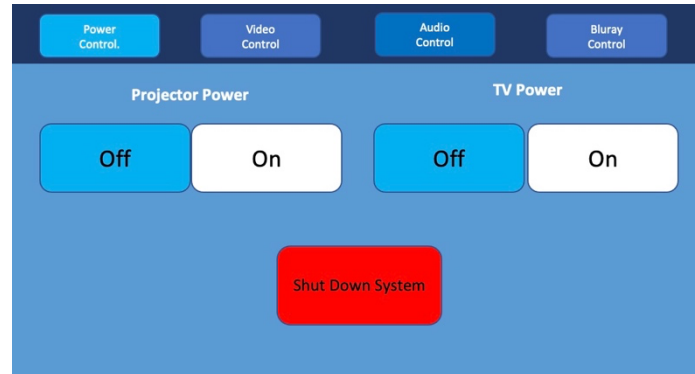 Power
Control.
Video
Control
Audio
Control
Bluray
Control
Projector Power
TV Power
Off
On
Off
On
Shut Down System